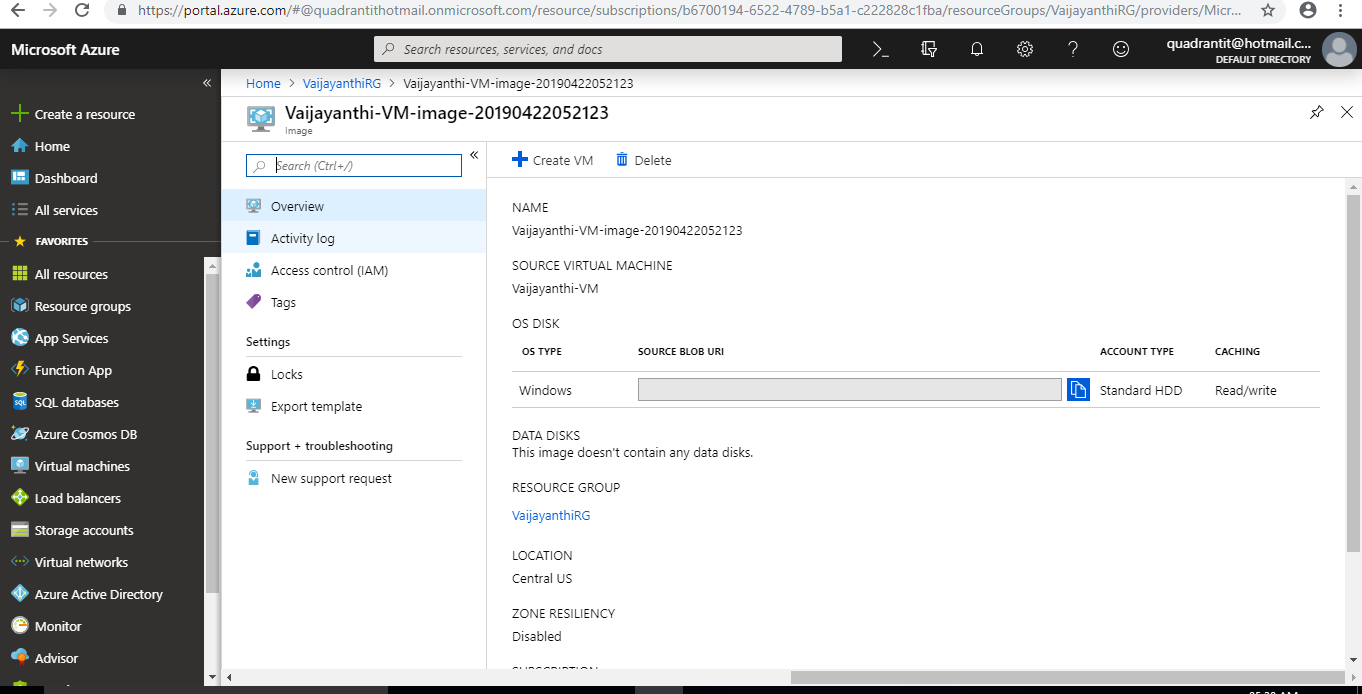 https://portal.azure.com/#@quadrantithotmail.onmicrosoft.com/resource/subscriptions/b6700194-6522-4789-b5a1-c222828c1fba/resourceGroups/VaijayanthiRG/providers/Micr...
Microsoft Azure
Search resources, services, and docs
quadrantit@hotmail.c...
DEFAULT DIRECTORY
Create a resource
Home
Dashboard
All services
FAVORITES
All resources
Resource groups
App Services
Function App
SQL databases
Azure Cosmos DB
Virtual machines
Load balancers
Storage accounts
Virtual networks
Azure Active Directory
Monitor
Advisor
Home > VaijayanthiRG > Vaijayanthi-VM-image-20190422052123
Vaijayanthi-VM-image-20190422052123
Image
Search (Ctrl+/)
Overview
Activity log
Access control (IAM)
Tags
Settings
Locks
Export template
Support + troubleshooting
New support request
Create VM Delete
NAME
Vaijayanthi-VM-image-20190422052123
SOURCE VIRTUAL MACHINE
Vaijayanthi-VM
OS DISK
OS TYPE SOURCE BLOB URI ACCOUNT TYPE CACHING
Windows Standard HDD Read/write
DATA DISKS
This image doesn't contain any data disks.
RESOURCE GROUP
VaijayanthiRG
LOCATION
Central US
ZONE RESILIENCY
Disabled